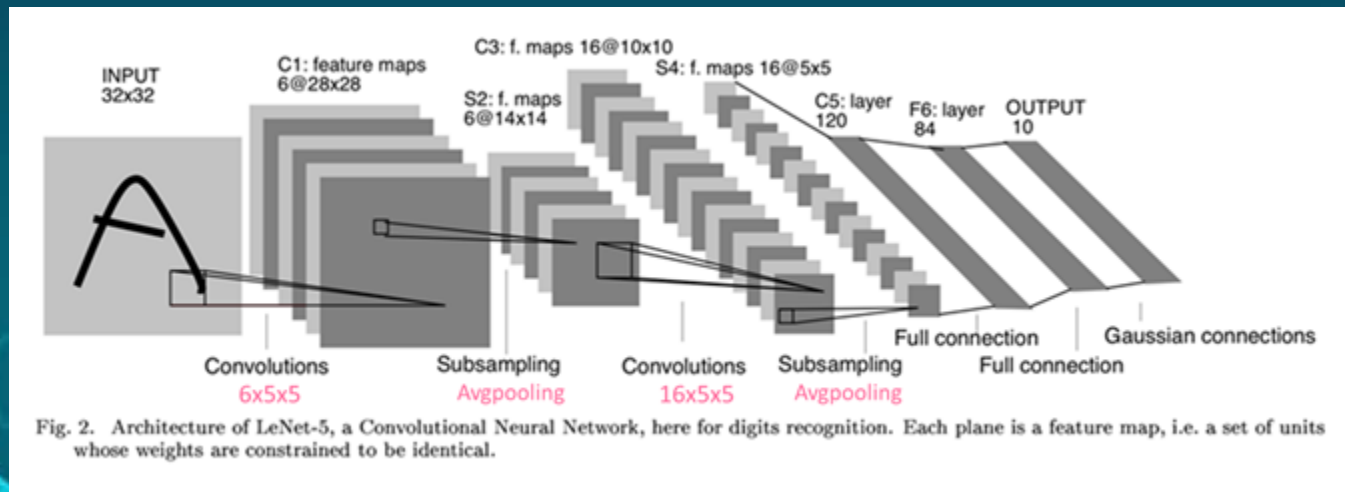 INPUT
32x32
C1: feature maps
6@28x28
S2: f. maps
6@14x14
C3: f. maps 16@10x10
S4: f. maps 16@5x5
C5: layer
120
F6: layer
84
OUTPUT
10
Convolutions
6x5x5
Subsampling
Avgpooling
Convolutions
16x5x5
Subsampling
Avgpooling
Full connection
Full connection
Gaussian connections
Fig. 2. Architecture of LeNet-5, a Convolutional Neural Network, here for digits recognition. Each plane is a feature map, i.e. a set of units
whose weights are constrained to be identical.